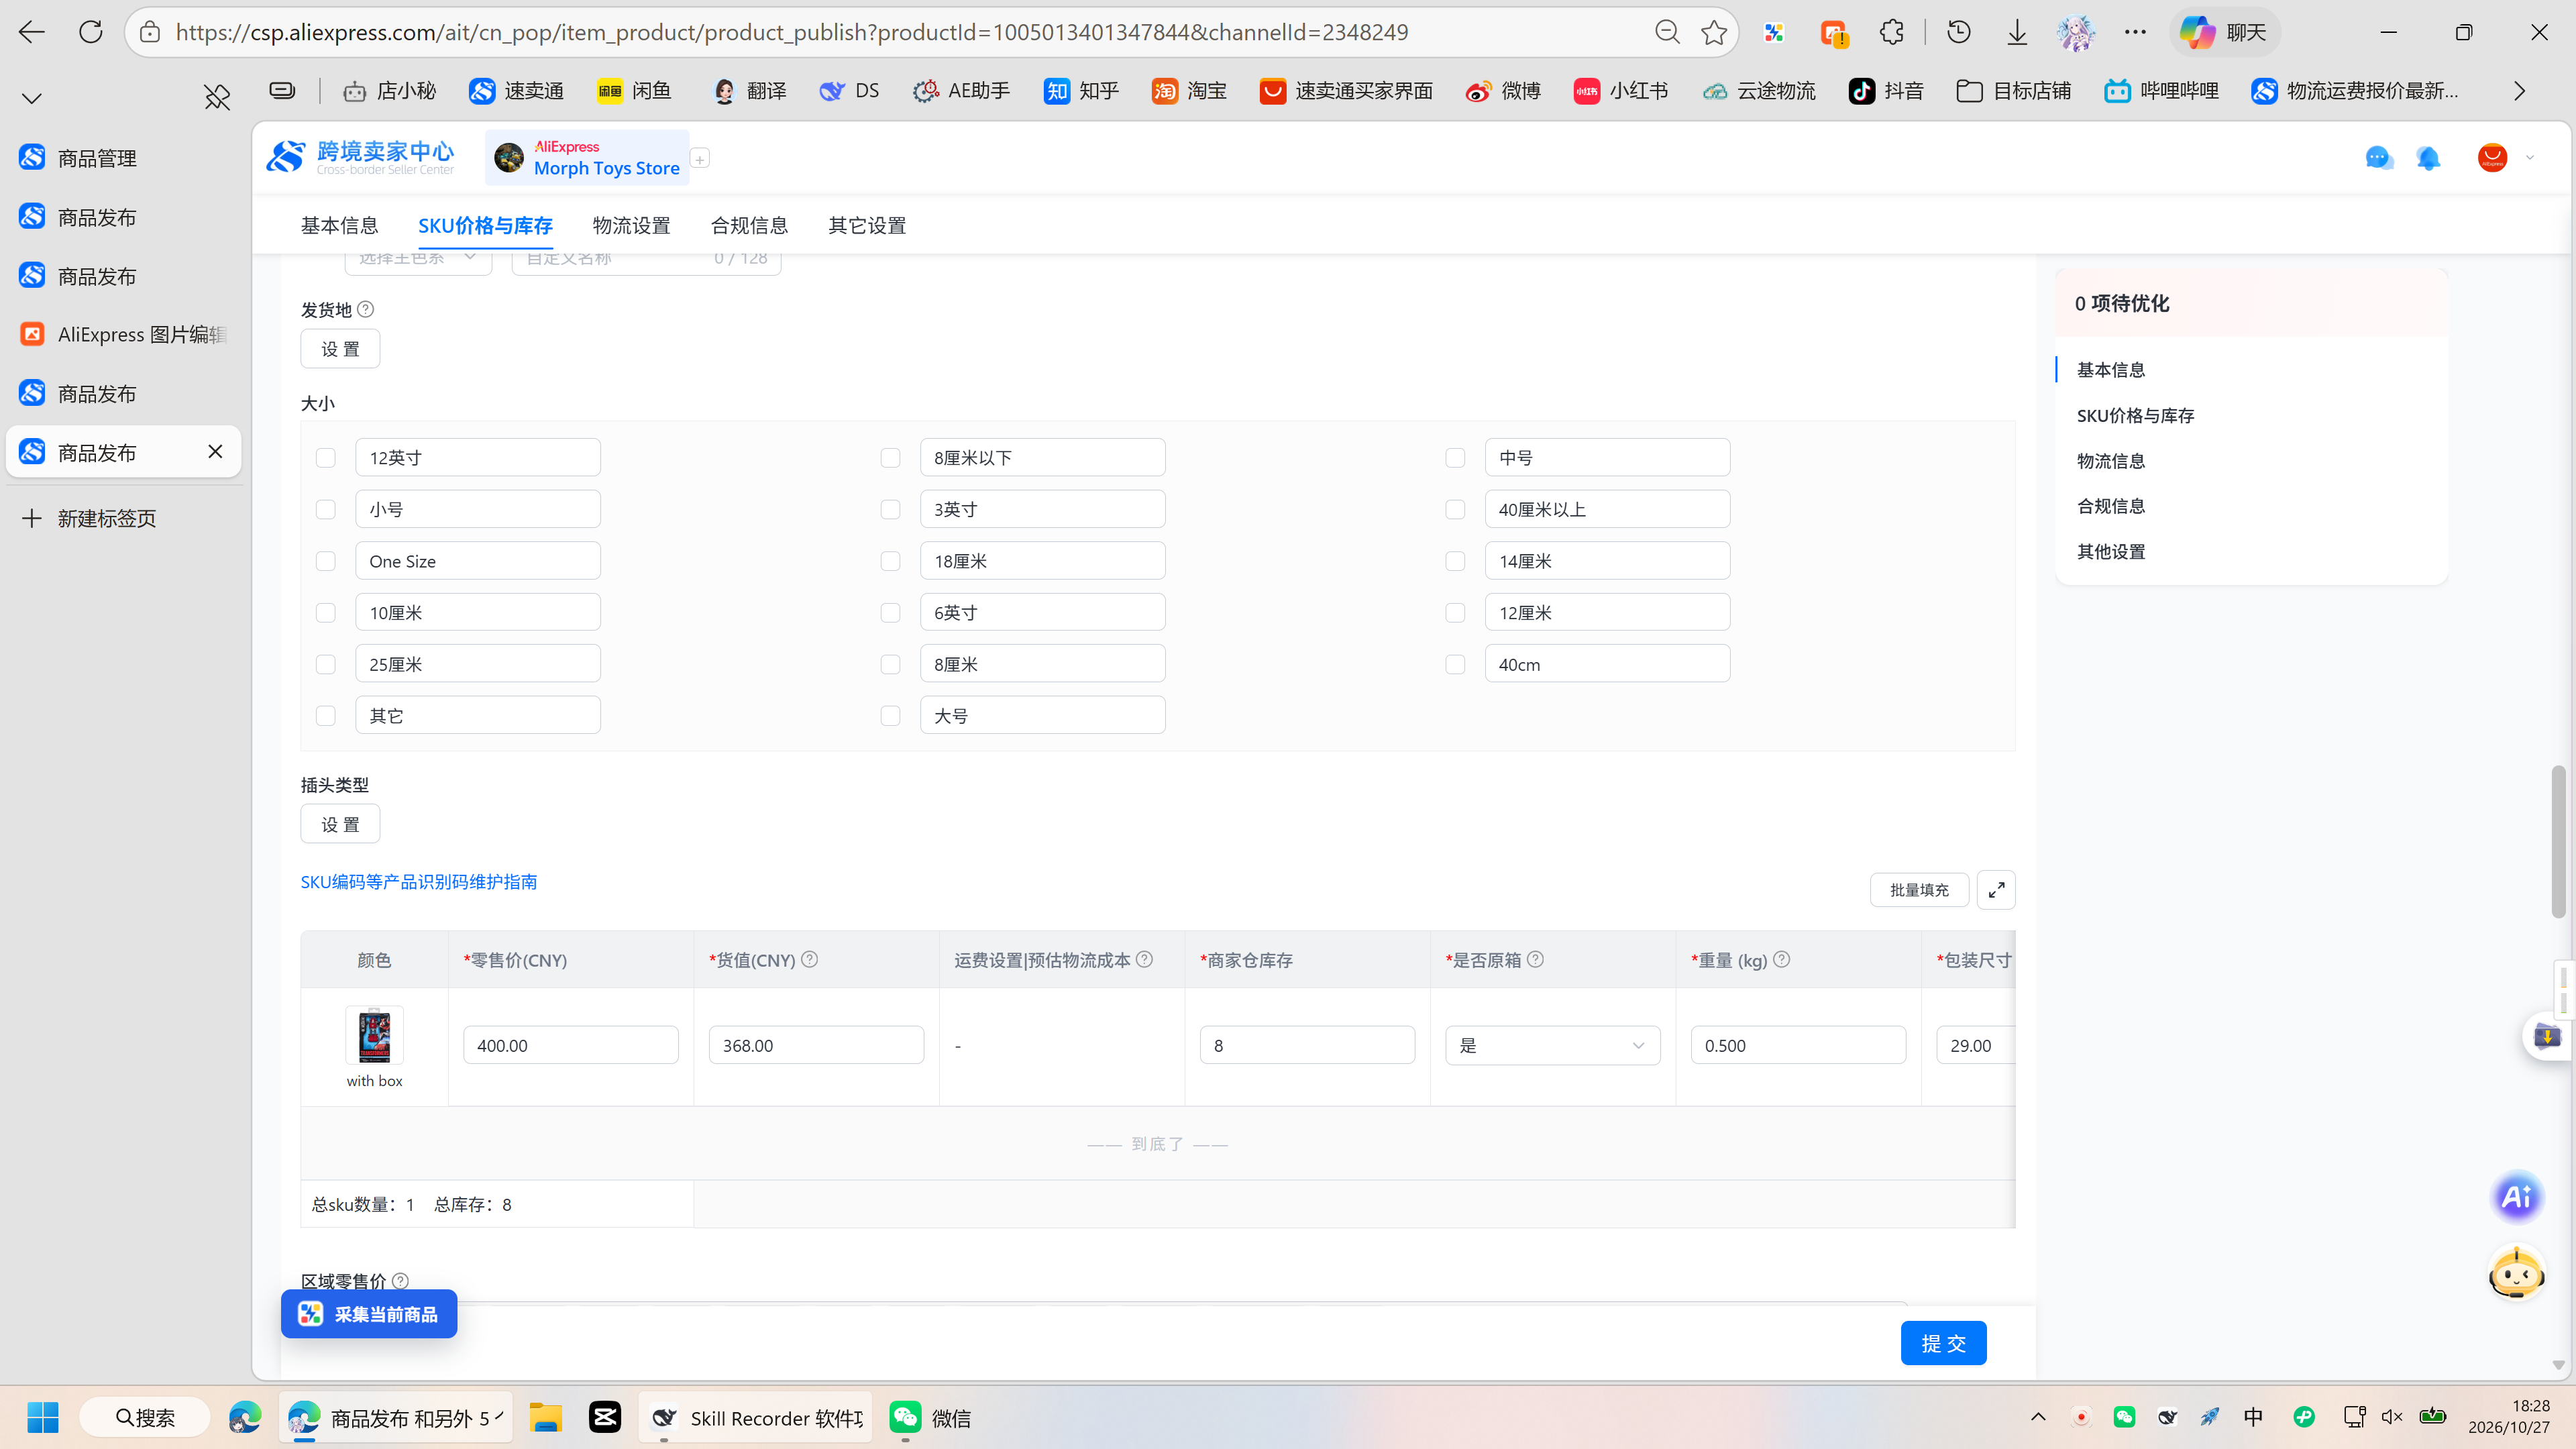 https://csp.aliexpress.com/ait/cn_pop/item_product/product_publish?productId=1005013401347844&channelId=2348249
聊天
店小秘
速卖通
闲鱼
翻译
DS
AE助手
知乎
淘宝
速卖通买家界面
微博
小红书
云途物流
抖音
目标店铺
哔哩哔哩
物流运费报价最新...
商品管理
商品发布
商品发布
AliExpress 图片编辑
商品发布
商品发布
新建标签页
跨境卖家中心
Cross-border Seller Center
AliExpress
Morph Toys Store
基本信息
SKU价格与库存
物流设置
合规信息
其它设置
选择主色系
自定义名称
0 / 128
发货地
设 置
大小
12英寸
8厘米以下
中号
小号
3英寸
40厘米以上
One Size
18厘米
14厘米
10厘米
6英寸
12厘米
25厘米
8厘米
40cm
其它
大号
插头类型
设 置
SKU编码等产品识别码维护指南
批量填充
颜色
*零售价(CNY)
*货值(CNY)
运费设置|预估物流成本
*商家仓库存
*是否原箱
*重量 (kg)
*包装尺寸
with box
400.00
368.00
-
8
是
0.500
29.00
—— 到底了 ——
总sku数量：1 总库存：8
区域零售价
采集当前商品
提 交
0 项待优化
基本信息
SKU价格与库存
物流信息
合规信息
其他设置
Ai
搜索
商品发布 和另外 5 个
Skill Recorder 软件项
微信
中
18:28
2026/10/27